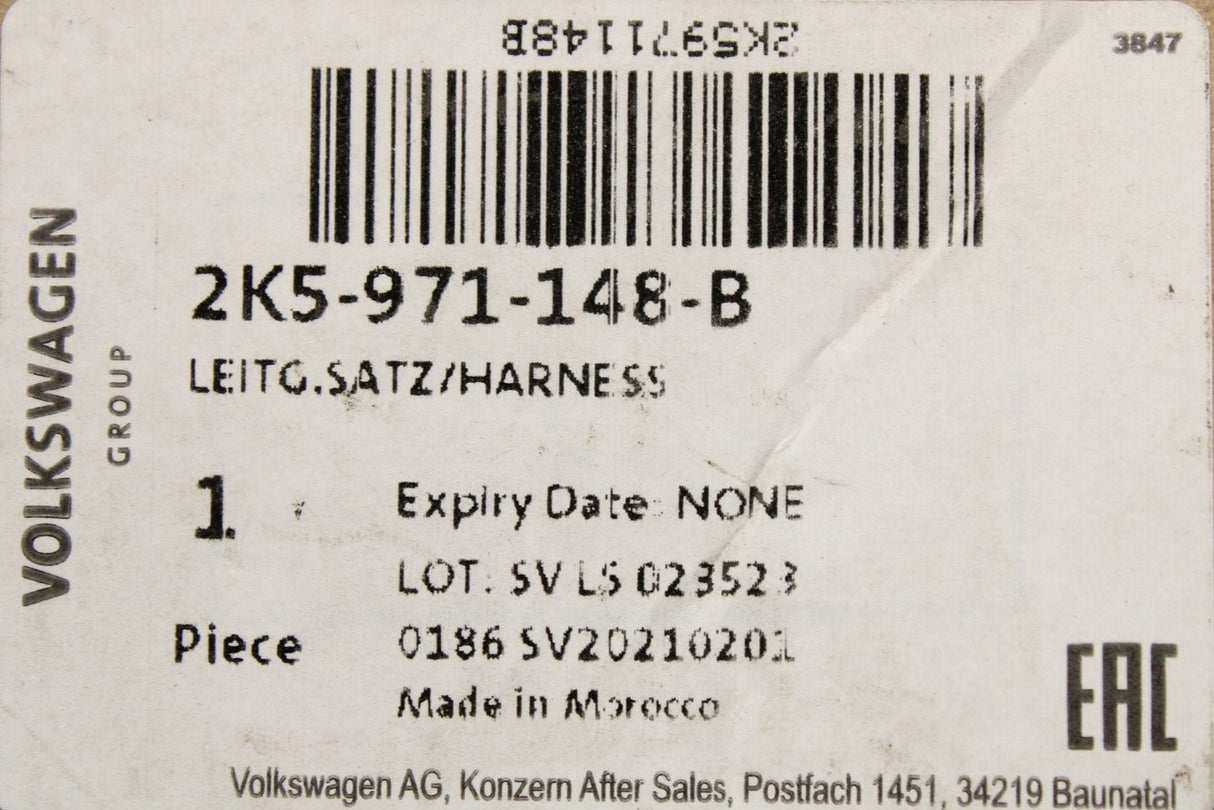 2K5971148B
3847
2K5-971-148-B
LEITG.SATZ/HARNESS
1
Expiry Date: NONE
LOT: SV LS 023523
Piece
0186 SV20210201
Made in Morocco
VOLKSWAGEN
GROUP
EAC
Volkswagen AG, Konzern After Sales, Postfach 1451, 34219 Baunatal